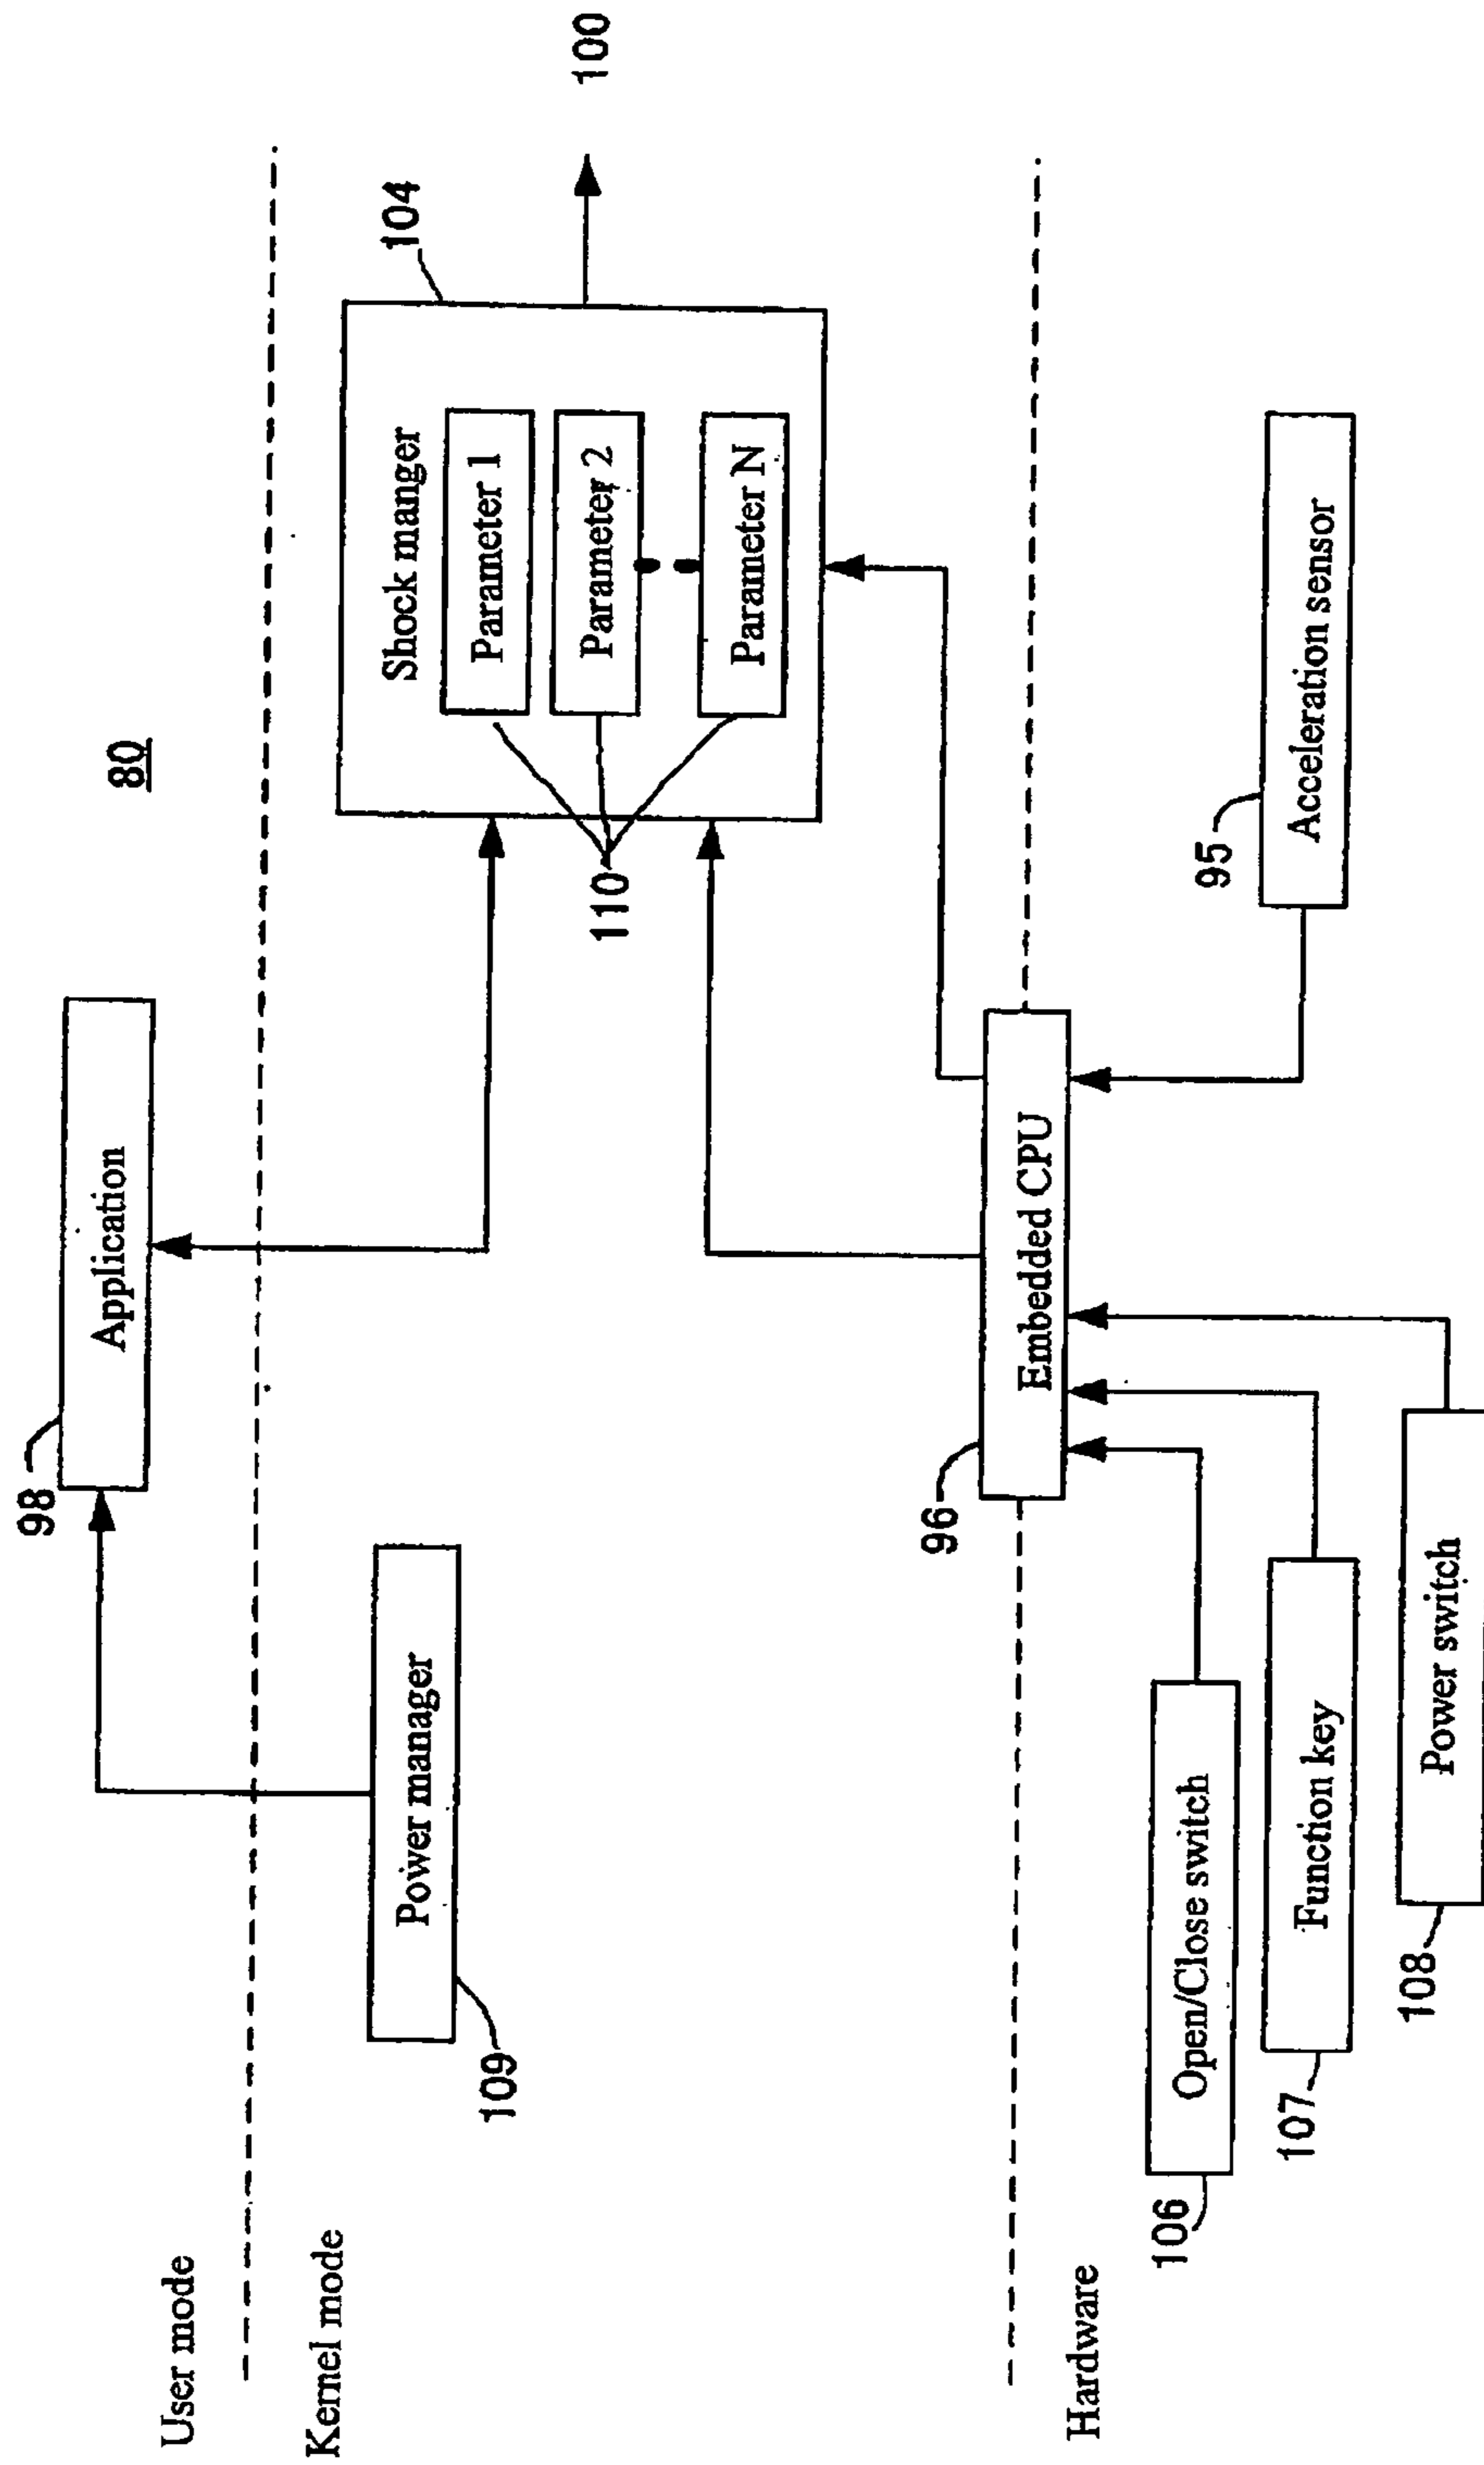 80
User mode
98
Application
Kernel mode
109
Power manager
104
Shock manger
Parameter 1
Parameter 2
Parameter N
110
100
96
Embedded CPU
Hardware
106
Open/Close switch
107
Function key
108
Power switch
95
Acceleration sensor